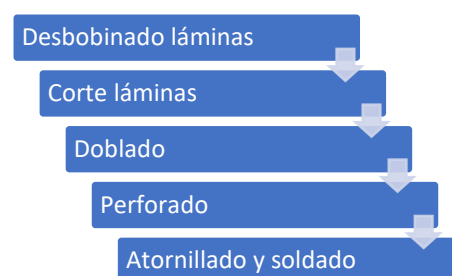 Desbobinado láminas
Corte láminas
Doblado
Perforado
Atornillado y soldado